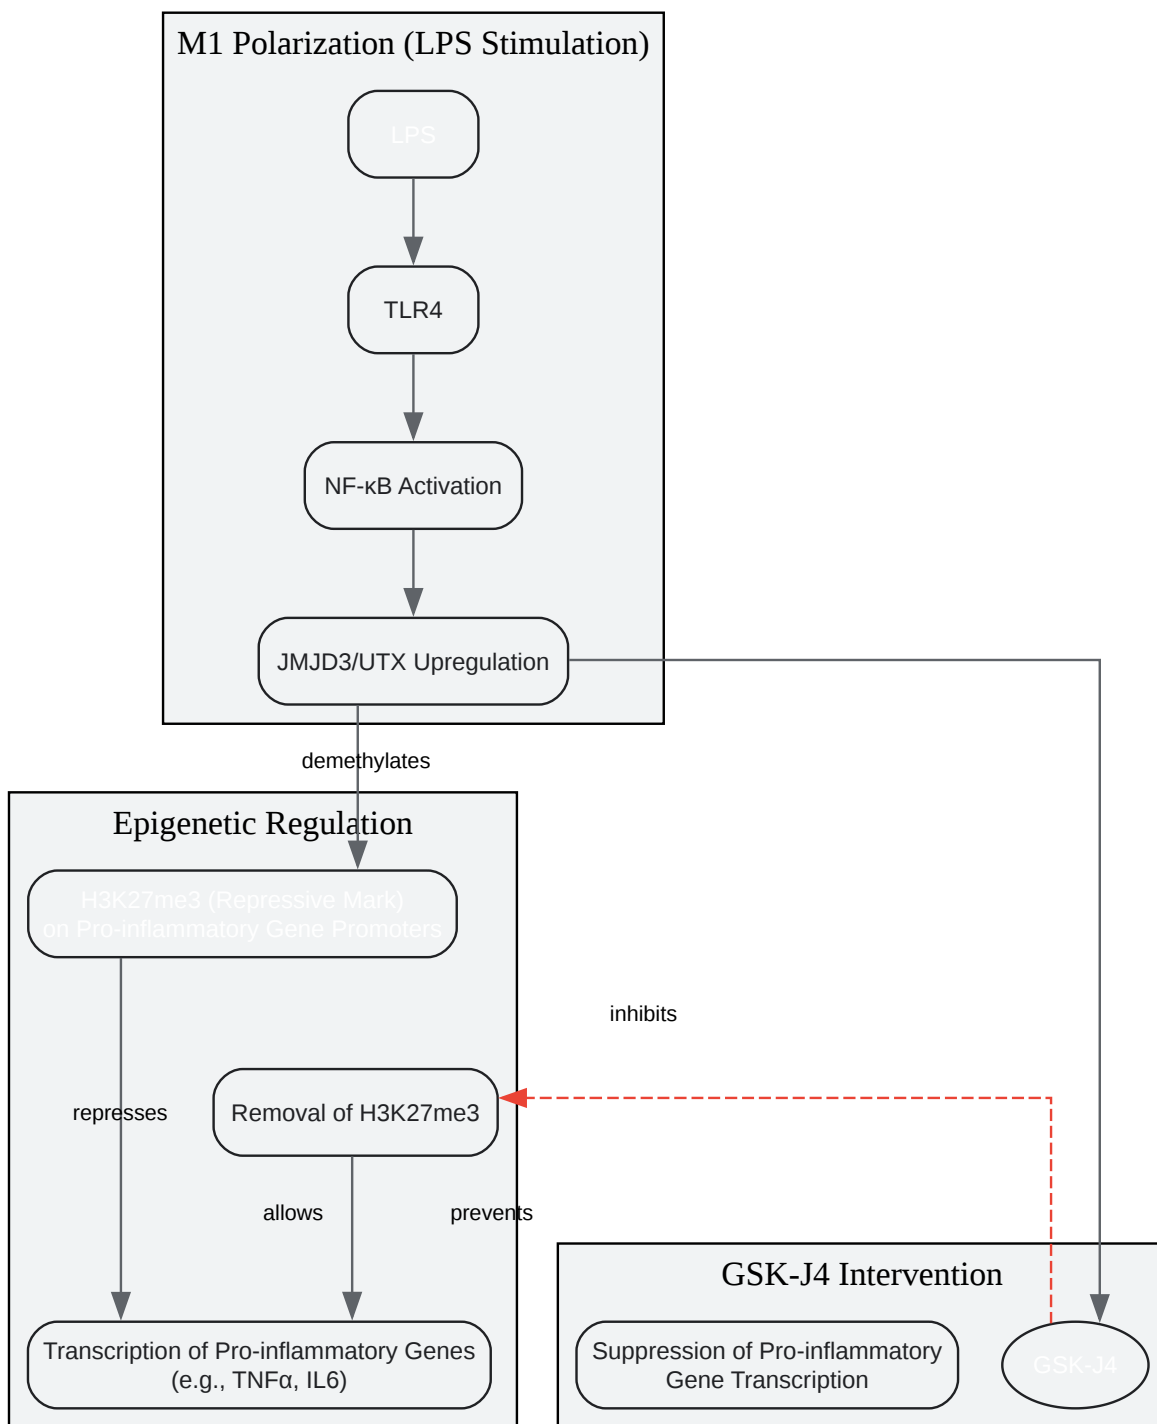 M1 Polarization (LPS Stimulation)
LPS
TLR4
NF-κB Activation
JMJD3/UTX Upregulation
demethylates
Epigenetic Regulation
H3K27me3 (Repressive Mark)
on Pro-inflammatory Gene Promoters
inhibits
represses
Removal of H3K27me3
allows
prevents
GSK-J4 Intervention
Transcription of Pro-inflammatory Genes
(e.g., TNFα, IL6)
Suppression of Pro-inflammatory
Gene Transcription
GSK-J4